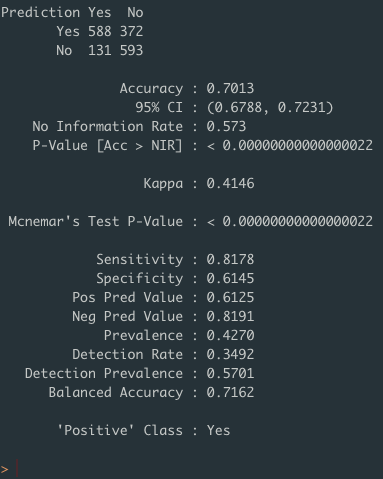 Prediction Yes No
Yes 588 372
No 131 593
Accuracy : 0.7013
95% CI : (0.6788, 0.7231)
No Information Rate : 0.573
P-Value [Acc > NIR] : < 0.00000000000000022
Kappa : 0.4146
Mcnemar's Test P-Value : < 0.00000000000000022
Sensitivity : 0.8178
Specificity : 0.6145
Pos Pred Value : 0.6125
Neg Pred Value : 0.8191
Prevalence : 0.4270
Detection Rate : 0.3492
Detection Prevalence : 0.5701
Balanced Accuracy : 0.7162
'Positive' Class : Yes
>